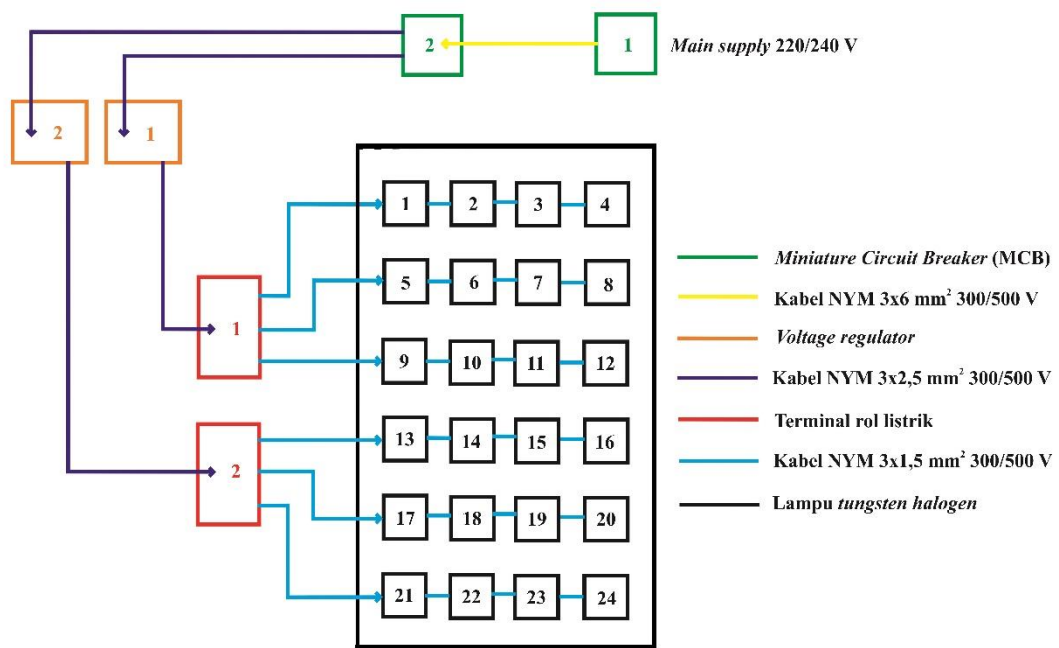 2
1
Main supply 220/240 V
2
1
1 2 3 4
5 6 7 8
1
9 10 11 12
13 14 15 16
2
17 18 19 20
21 22 23 24
Miniature Circuit Breaker (MCB)
Kabel NYM 3x6 mm² 300/500 V
Voltage regulator
Kabel NYM 3x2,5 mm² 300/500 V
Terminal rol listrik
Kabel NYM 3x1,5 mm² 300/500 V
Lampu tungsten halogen